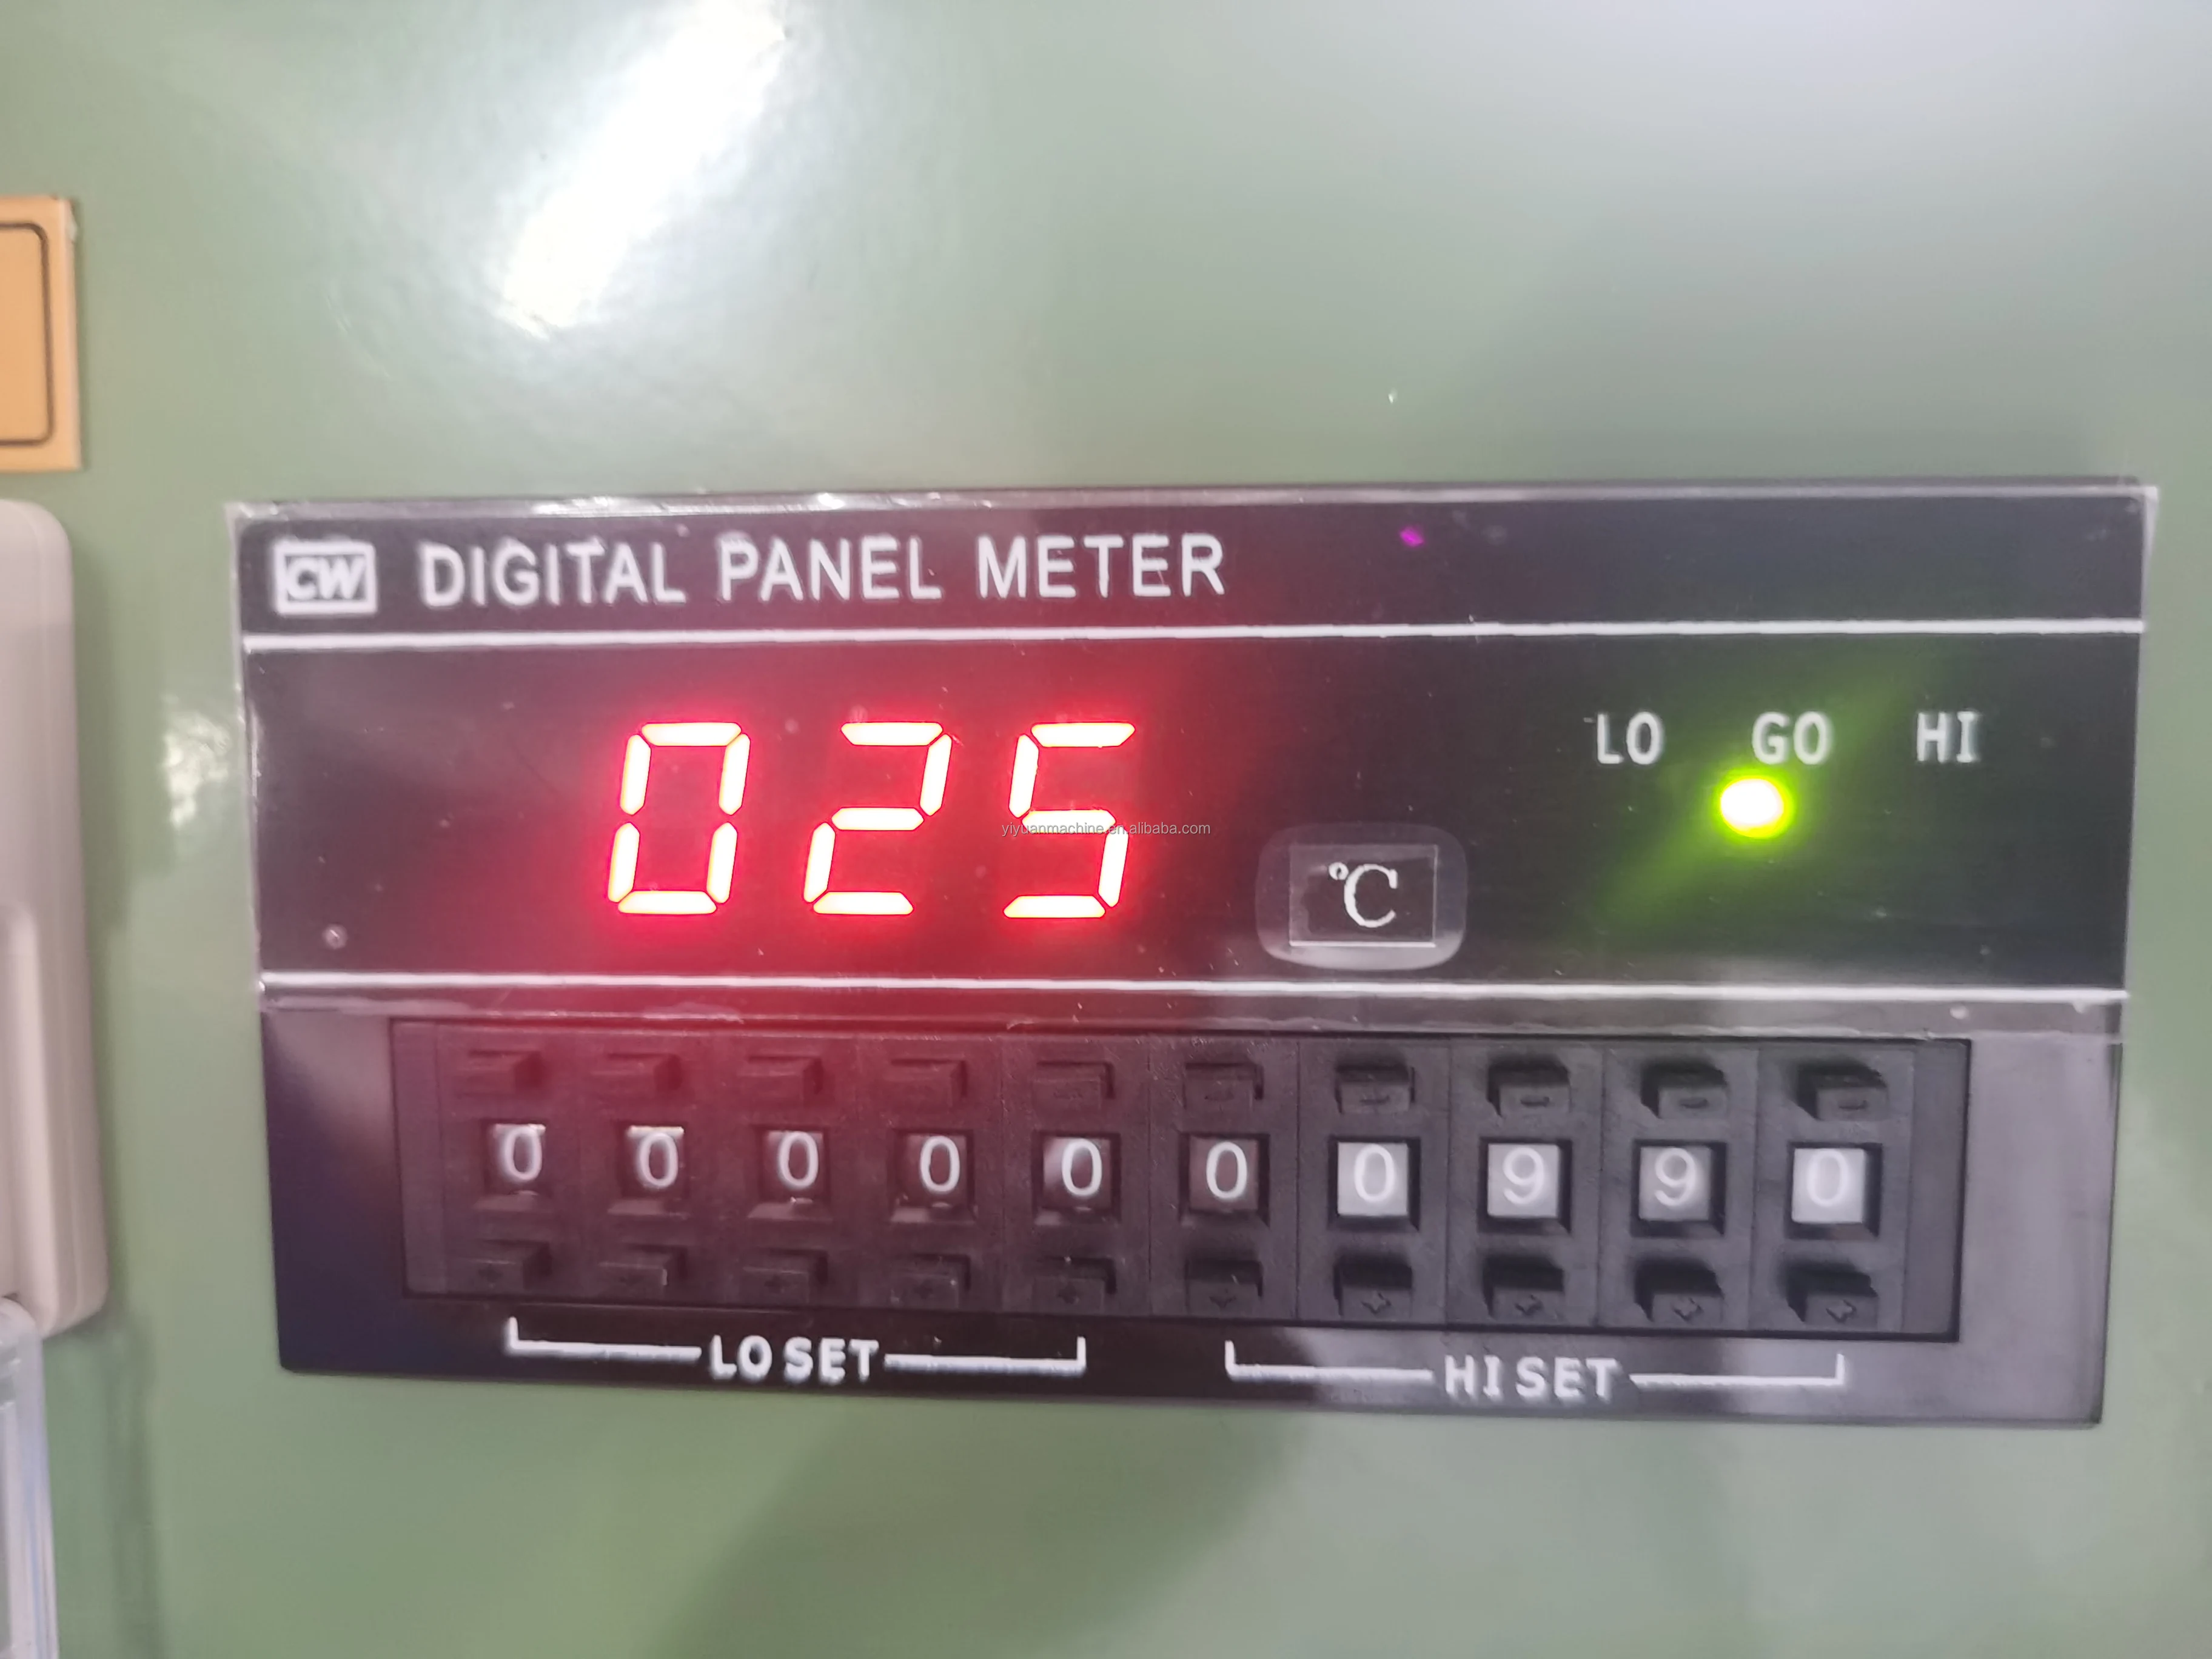 CW DIGITAL PANEL METER
LO GO HI
025
yiyuanmachine.en.alibaba.com
℃
0 0 0 0 0 0 0 9 9 0
LO SET HI SET